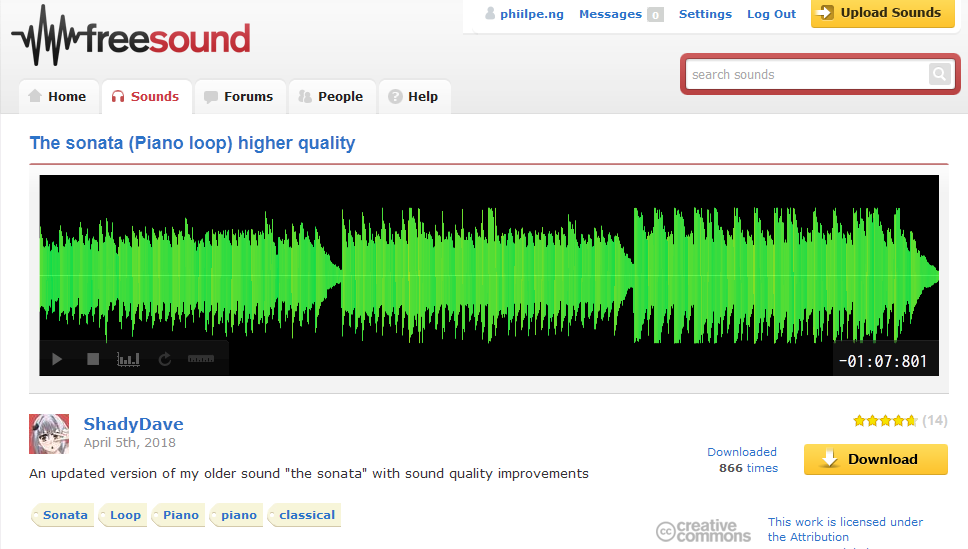 phiilpe.ng Messages 0 Settings Log Out Upload Sounds
freesound
search sounds
Home Sounds Forums People ? Help
The sonata (Piano loop) higher quality
-01:07:801
ShadyDave
(14)
April 5th, 2018
Downloaded
866 times
Download
An updated version of my older sound "the sonata" with sound quality improvements
Sonata Loop Piano piano classical
cc creative commons
This work is licensed under
the Attribution